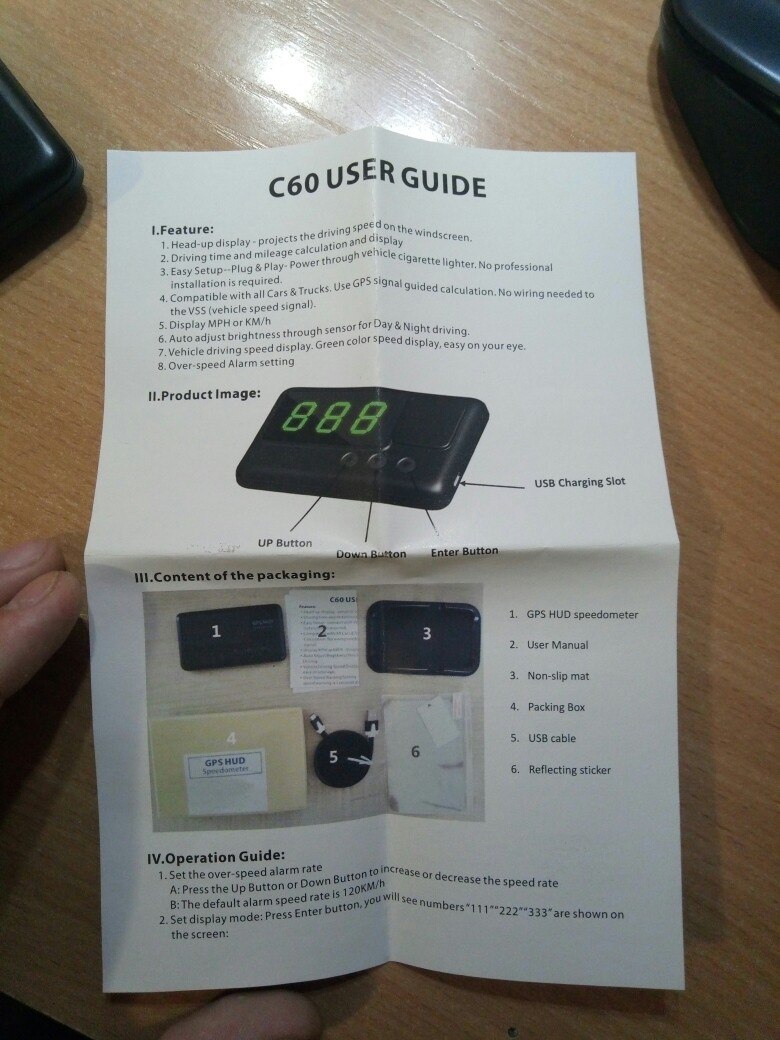 C60 USER GUIDE
I.Feature:
1. Head-up display - projects the driving speed on the windscreen.
2. Driving time and mileage calculation and display
3. Easy Setup--Plug & Play- Power through vehicle cigarette lighter. No professional
installation is required.
4. Compatible with all Cars & Trucks. Use GPS signal guided calculation. No wiring needed to
the VSS (vehicle speed signal).
5. Display MPH or KM/h
6. Auto adjust brightness through sensor for Day & Night driving.
7. Vehicle driving speed display. Green color speed display, easy on your eye.
8. Over-speed Alarm setting
II.Product Image:
888
USB Charging Slot
UP Button
Down Button
Enter Button
III.Content of the packaging:
1
GPS HUD
C60 US
Feature:
2
3
4
GPS HUD
Speedometer
5
6
1. GPS HUD speedometer
2. User Manual
3. Non-slip mat
4. Packing Box
5. USB cable
6. Reflecting sticker
IV.Operation Guide:
1. Set the over-speed alarm rate
A: Press the Up Button or Down Button to increase or decrease the speed rate
B: The default alarm speed rate is 120KM/h
2. Set display mode: Press Enter button, you will see numbers "111""222""333" are shown on
the screen: